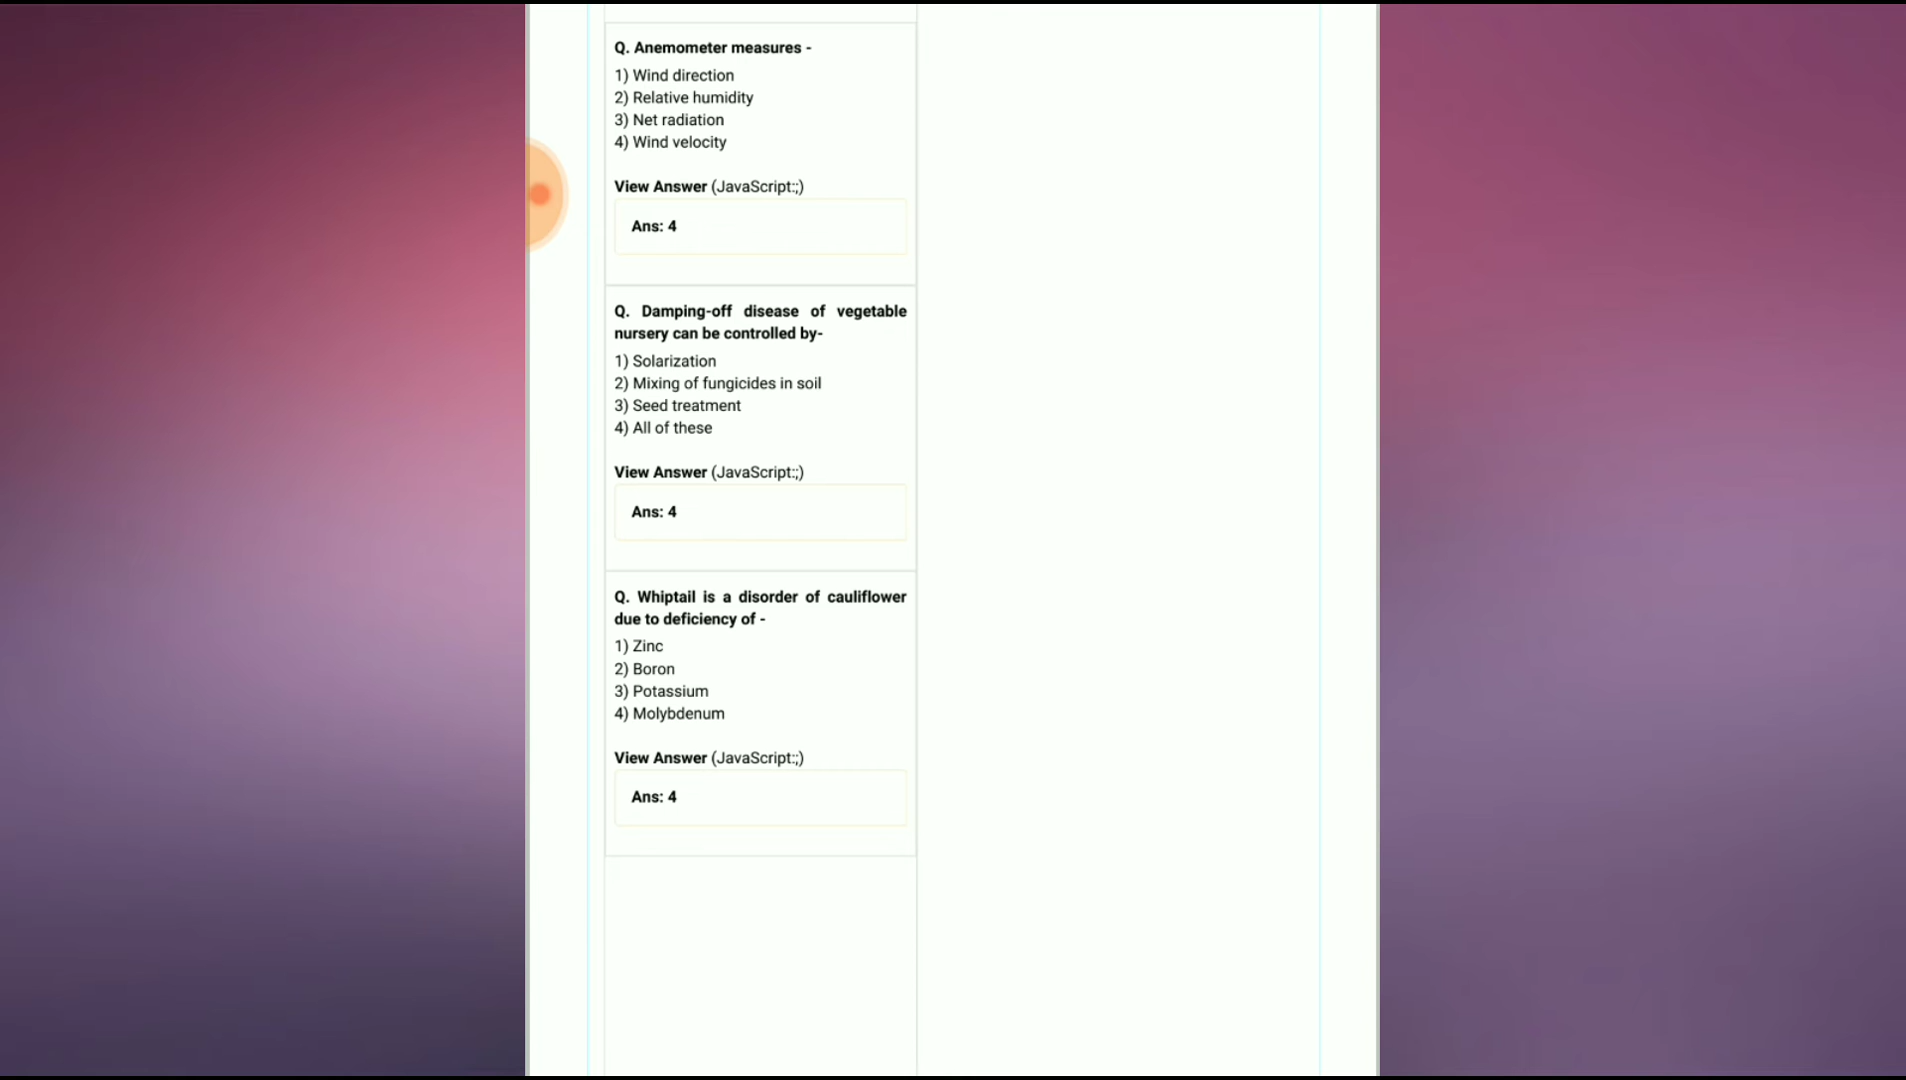 Q. Anemometer measures -
1) Wind direction
2) Relative humidity
3) Net radiation
4) Wind velocity
View Answer (JavaScript:;)
Ans: 4
Q. Damping-off disease of vegetable
nursery can be controlled by-
1) Solarization
2) Mixing of fungicides in soil
3) Seed treatment
4) All of these
View Answer (JavaScript:;)
Ans: 4
Q. Whiptail is a disorder of cauliflower
due to deficiency of -
1) Zinc
2) Boron
3) Potassium
4) Molybdenum
View Answer (JavaScript:;)
Ans: 4